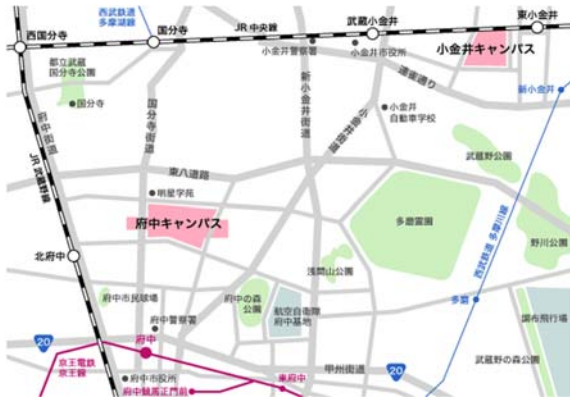 西武鉄道
多摩湖線
西国分寺
国分寺
JR 中央線
武蔵小金井
東小金井
小金井警察署
小金井市役所
小金井キャンパス
都立武蔵
国分寺公園
国分寺
府中街道
国分寺街道
新小金井街道
小金井街道
連雀通り
新小金井
小金井
自動車学校
JR 武蔵野線
東八道路
武蔵野公園
明星学苑
府中キャンパス
多磨霊園
野川公園
西武鉄道 多摩川線
北府中
浅間山公園
府中市民球場
府中の森
公園
航空自衛隊
府中基地
多磨
調布飛行場
府中警察署
20
府中
甲州街道
20
武蔵野の森公園
京王電鉄
京王線
府中市役所
東府中
府中競馬正門前